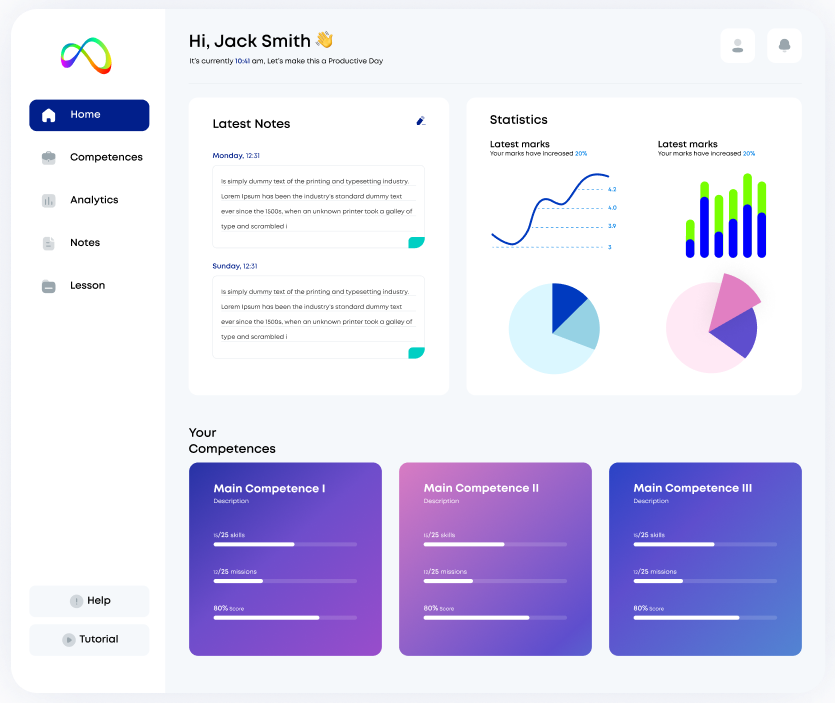 Hi, Jack Smith 👋
It's currently 10:41 am, Let's make this a Productive Day
Home
Competences
Analytics
Notes
Lesson
Help
Tutorial
Latest Notes
Monday, 12:31
is simply dummy text of the printing and typesetting industry.
Lorem Ipsum has been the industry's standard dummy text
ever since the 1500s, when an unknown printer took a galley of
type and scrambled i
Sunday, 12:31
is simply dummy text of the printing and typesetting industry.
Lorem Ipsum has been the industry's standard dummy text
ever since the 1500s, when an unknown printer took a galley of
type and scrambled i
Statistics
Latest marks
Your marks have increased 20%
4.2
4.0
3.9
3
Latest marks
Your marks have increased 20%
Your
Competences
Main Competence I
Description
15/25 skills
12/25 missions
80% Score
Main Competence II
Description
15/25 skills
12/25 missions
80% Score
Main Competence III
Description
15/25 skills
12/25 missions
80% Score